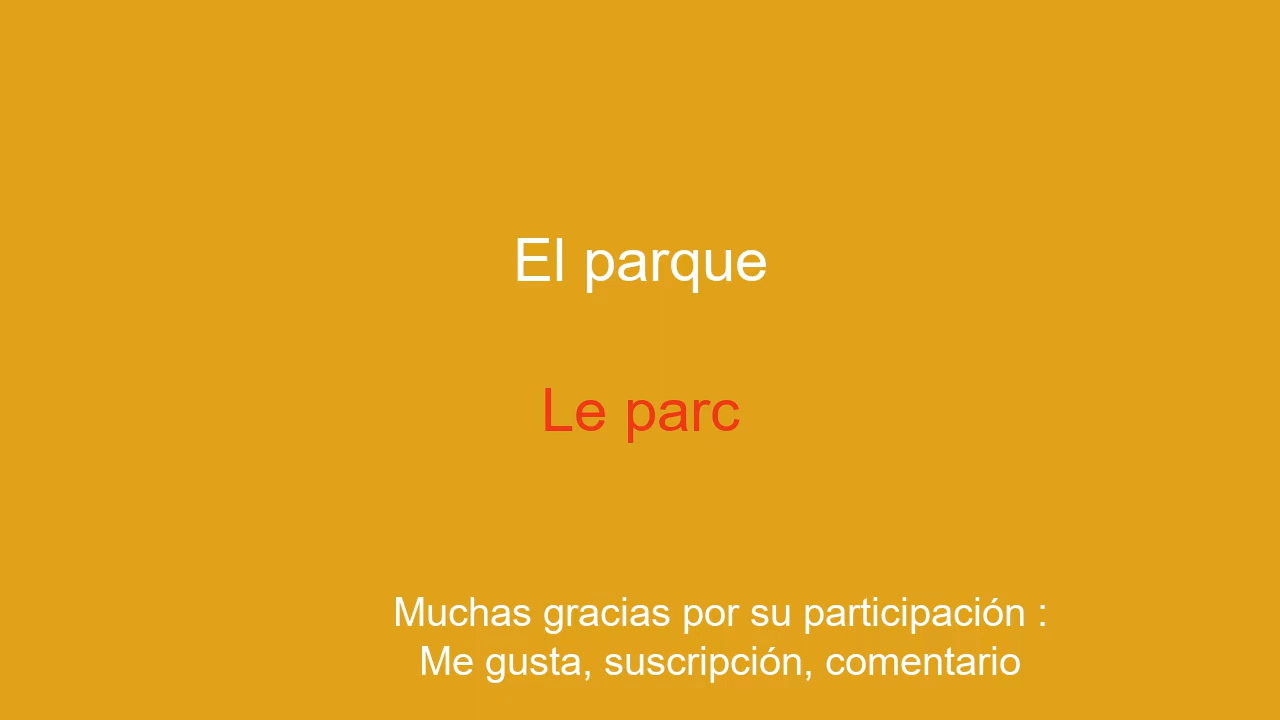 El parque
Le parc
Muchas gracias por su participación :
Me gusta, suscripción, comentario